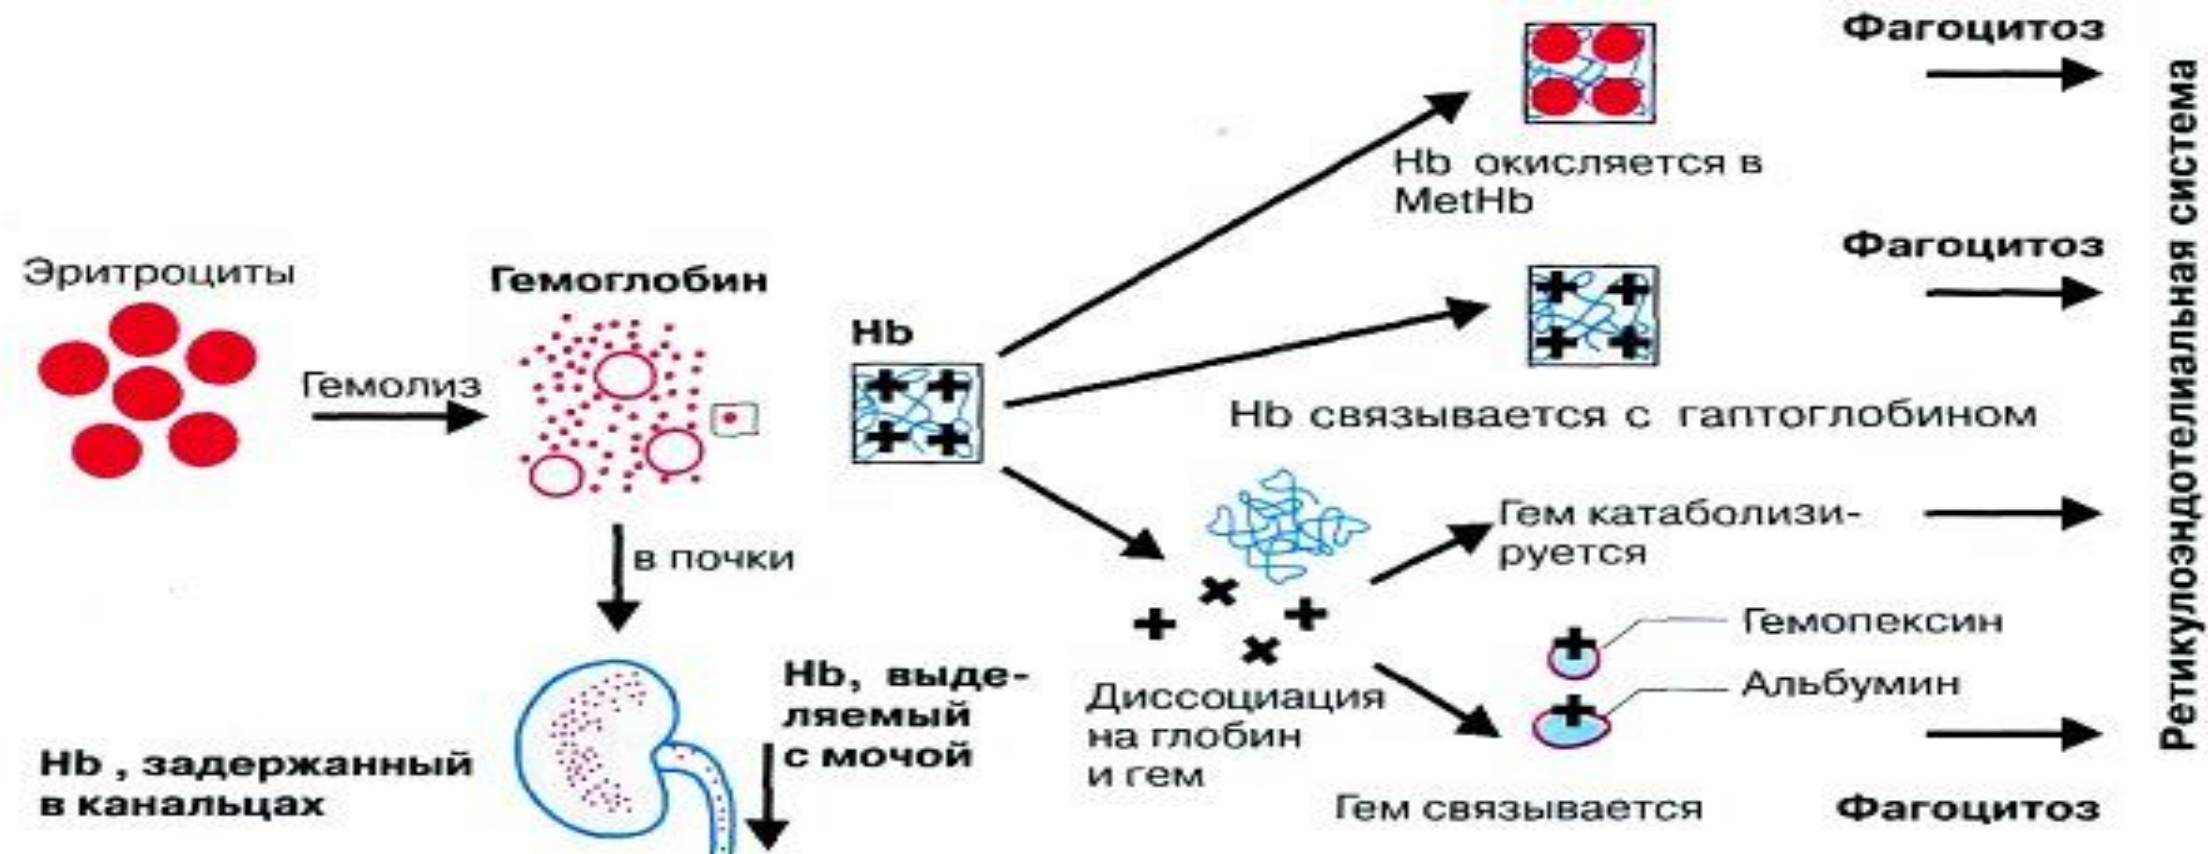 Фагоцитоз
Hb окисляется в
MetHb
Фагоцитоз
Эритроциты
Гемоглобин
Hb
Гемолиз
Hb связывается с гаптоглобином
Гем катаболизи-
руется
в почки
Гемопексин
Альбумин
Hb, выде-
ляемый
с мочой
Диссоциация
на глобин
и гем
Hb , задержанный
в канальцах
Гем связывается
Фагоцитоз
Ретикулоэндотелиальная система